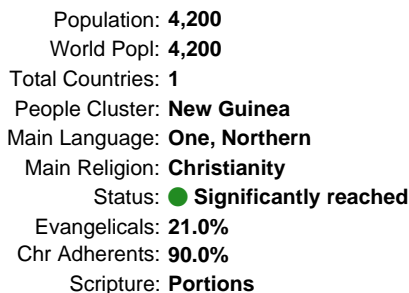 Population: 4,200
World Popl: 4,200
Total Countries: 1
People Cluster: New Guinea
Main Language: One, Northern
Main Religion: Christianity
Status: Significantly reached
Evangelicals: 21.0%
Chr Adherents: 90.0%
Scripture: Portions